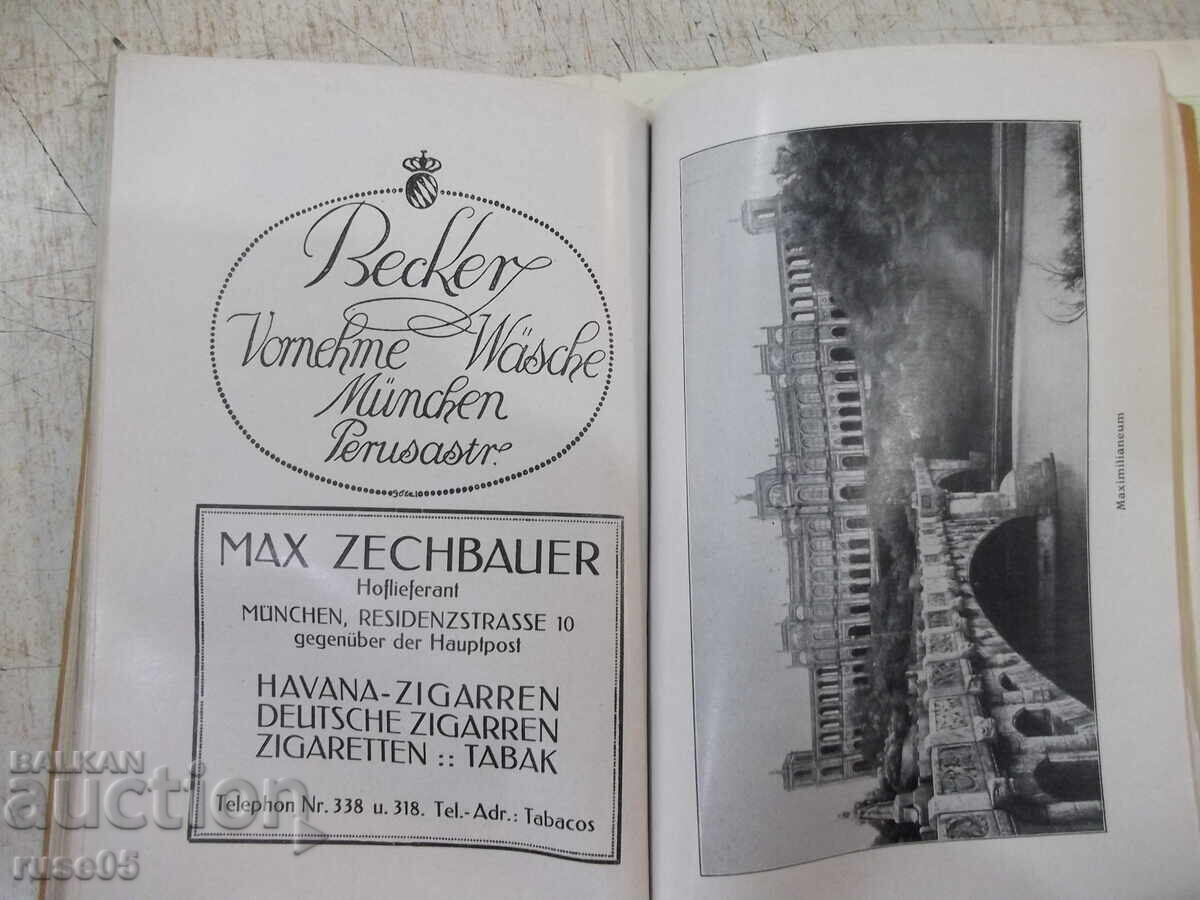 Becker
Vornehme Wäsche
München
Perusastr.
MAX ZECHBAUER
Hoflieferant
MÜNCHEN, RESIDENZSTRASSE 10
gegenüber der Hauptpost
HAVANA-ZIGARREN
DEUTSCHE ZIGARREN
ZIGARETTEN :: TABAK
Telephon Nr. 338 u. 318. Tel.-Adr.: Tabacos
Maximilianeum
BALKAN
auction
ruse05